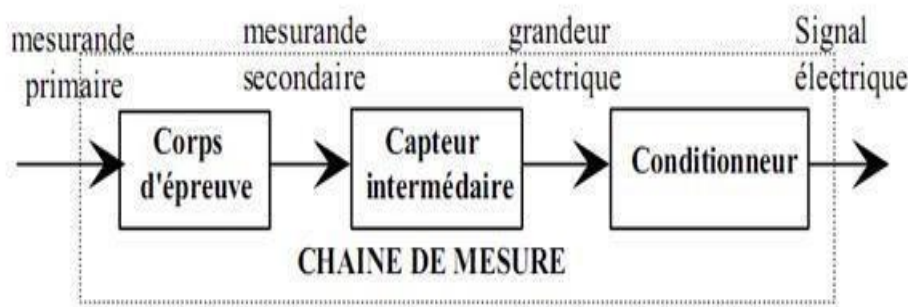 mesurande
primaire
mesurande
secondaire
grandeur
électrique
Signal
électrique
Corps
d'épreuve
Capteur
intermédaire
Conditionneur
CHAINE DE MESURE